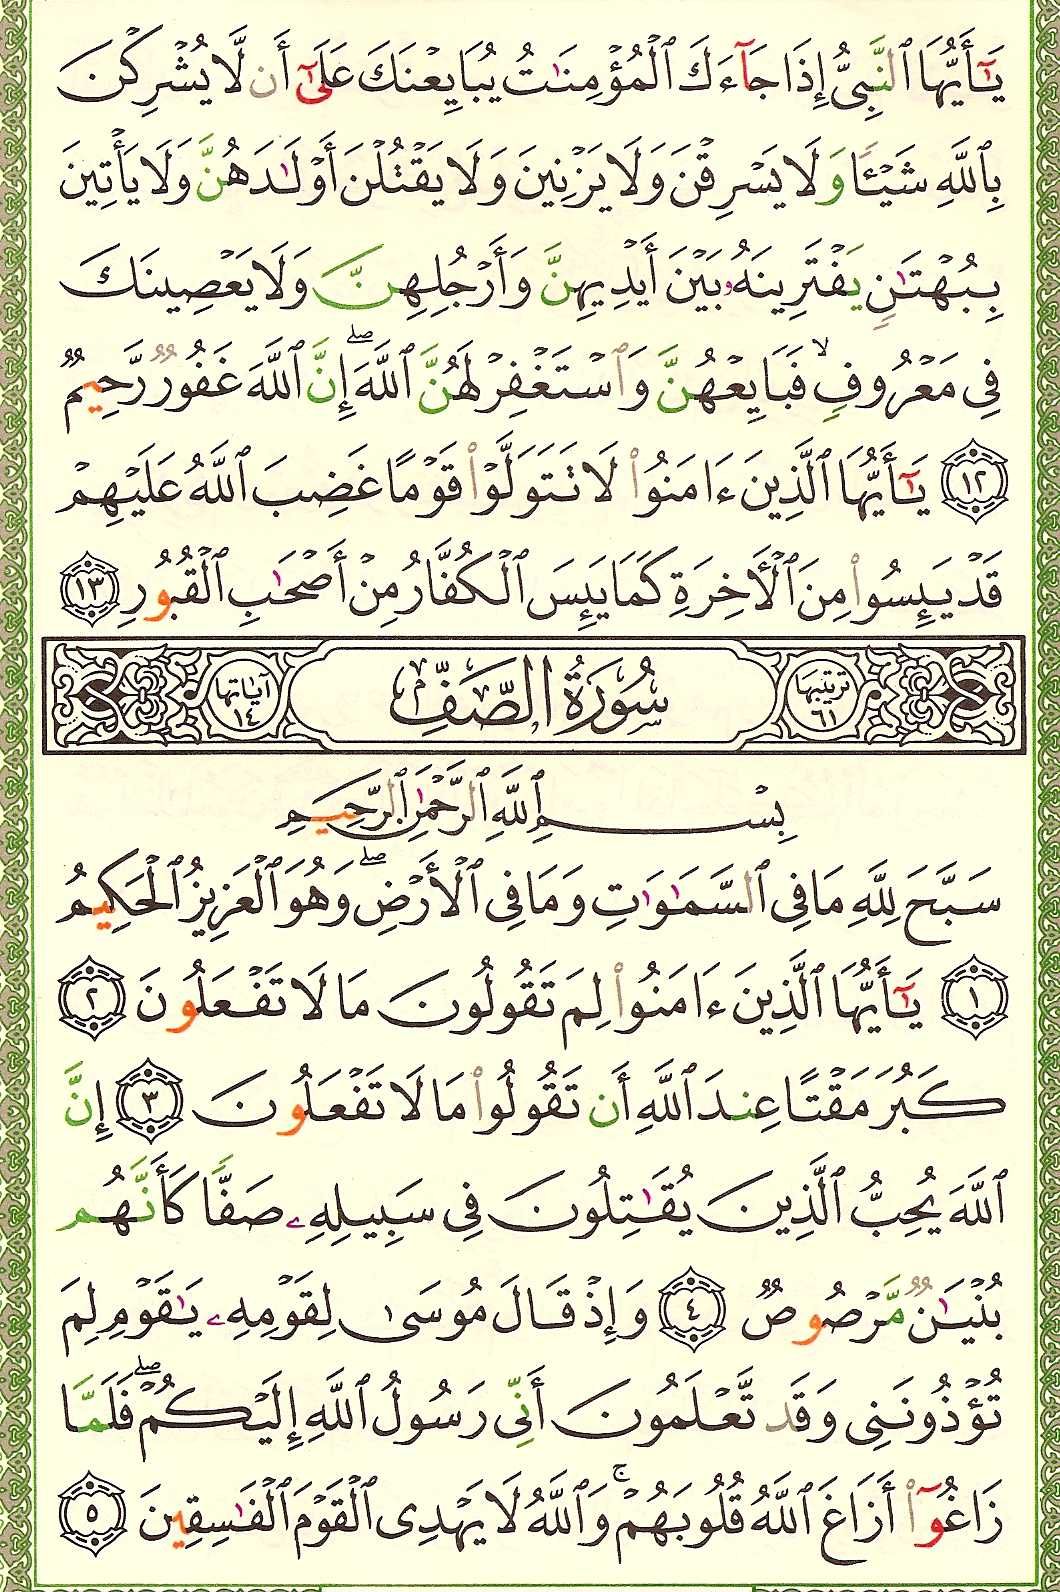 يَٰٓأَيُّهَا ٱلنَّبِىُّ إِذَا جَآءَكَ ٱلْمُؤْمِنَٰتُ يُبَايِعْنَكَ عَلَىٰٓ أَن لَّا يُشْرِكْنَ
بِٱللَّهِ شَيْـًٔا وَلَا يَسْرِقْنَ وَلَا يَزْنِينَ وَلَا يَقْتُلْنَ أَوْلَٰدَهُنَّ وَلَا يَأْتِينَ
بِبُهْتَٰنٍ يَفْتَرِينَهُۥ بَيْنَ أَيْدِيهِنَّ وَأَرْجُلِهِنَّ وَلَا يَعْصِينَكَ
فِى مَعْرُوفٍ ۙ فَبَايِعْهُنَّ وَٱسْتَغْفِرْ لَهُنَّ ٱللَّهَ ۖ إِنَّ ٱللَّهَ غَفُورٌ رَّحِيمٌ
١٢ يَٰٓأَيُّهَا ٱلَّذِينَ ءَامَنُوا۟ لَا تَتَوَلَّوْا۟ قَوْمًا غَضِبَ ٱللَّهُ عَلَيْهِمْ
قَدْ يَئِسُوا۟ مِنَ ٱلْأَخِرَةِ كَمَا يَئِسَ ٱلْكُفَّارُ مِنْ أَصْحَٰبِ ٱلْقُبُورِ ١٣
ترتيبها ٦١ سُورَةُ الصَّفِّ آياتها ١٤
بِسْمِ ٱللَّهِ ٱلرَّحْمَٰنِ ٱلرَّحِيمِ
سَبَّحَ لِلَّهِ مَا فِى ٱلسَّمَٰوَٰتِ وَمَا فِى ٱلْأَرْضِ ۖ وَهُوَ ٱلْعَزِيزُ ٱلْحَكِيمُ
١ يَٰٓأَيُّهَا ٱلَّذِينَ ءَامَنُوا۟ لِمَ تَقُولُونَ مَا لَا تَفْعَلُونَ ٢
كَبُرَ مَقْتًا عِندَ ٱللَّهِ أَن تَقُولُوا۟ مَا لَا تَفْعَلُونَ ٣ إِنَّ
ٱللَّهَ يُحِبُّ ٱلَّذِينَ يُقَٰتِلُونَ فِى سَبِيلِهِۦ صَفًّا كَأَنَّهُم
بُنْيَٰنٌ مَّرْصُوصٌ ٤ وَإِذْ قَالَ مُوسَىٰ لِقَوْمِهِۦ يَٰقَوْمِ لِمَ
تُؤْذُونَنِى وَقَد تَّعْلَمُونَ أَنِّى رَسُولُ ٱللَّهِ إِلَيْكُمْ ۖ فَلَمَّا
زَاغُوٓا۟ أَزَاغَ ٱللَّهُ قُلُوبَهُمْ ۚ وَٱللَّهُ لَا يَهْدِى ٱلْقَوْمَ ٱلْفَٰسِقِينَ ٥